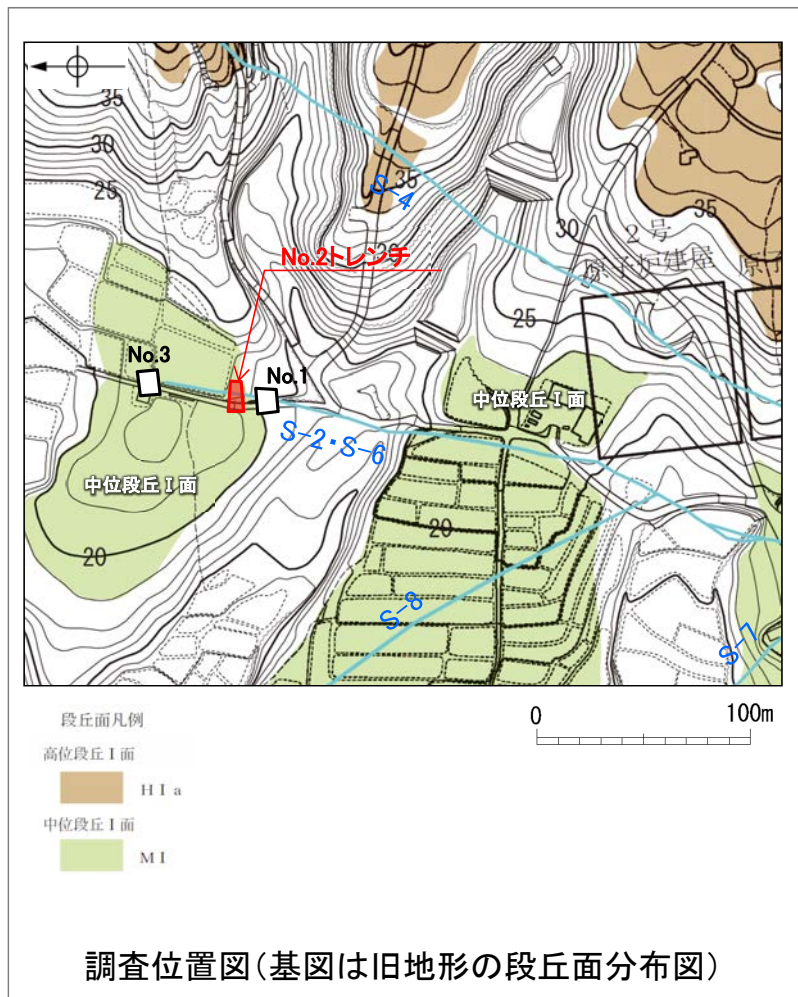 35
30
25
35
S-4
30
35
2号
原子炉建屋
原子
No.2トレンチ
25
No.3
No.1
中位段丘Ⅰ面
S-2・S-6
中位段丘Ⅰ面
20
20
S-8
S-7
段丘面凡例
高位段丘Ⅰ面
HⅠa
中位段丘Ⅰ面
MⅠ
0 100m
調査位置図(基図は旧地形の段丘面分布図)